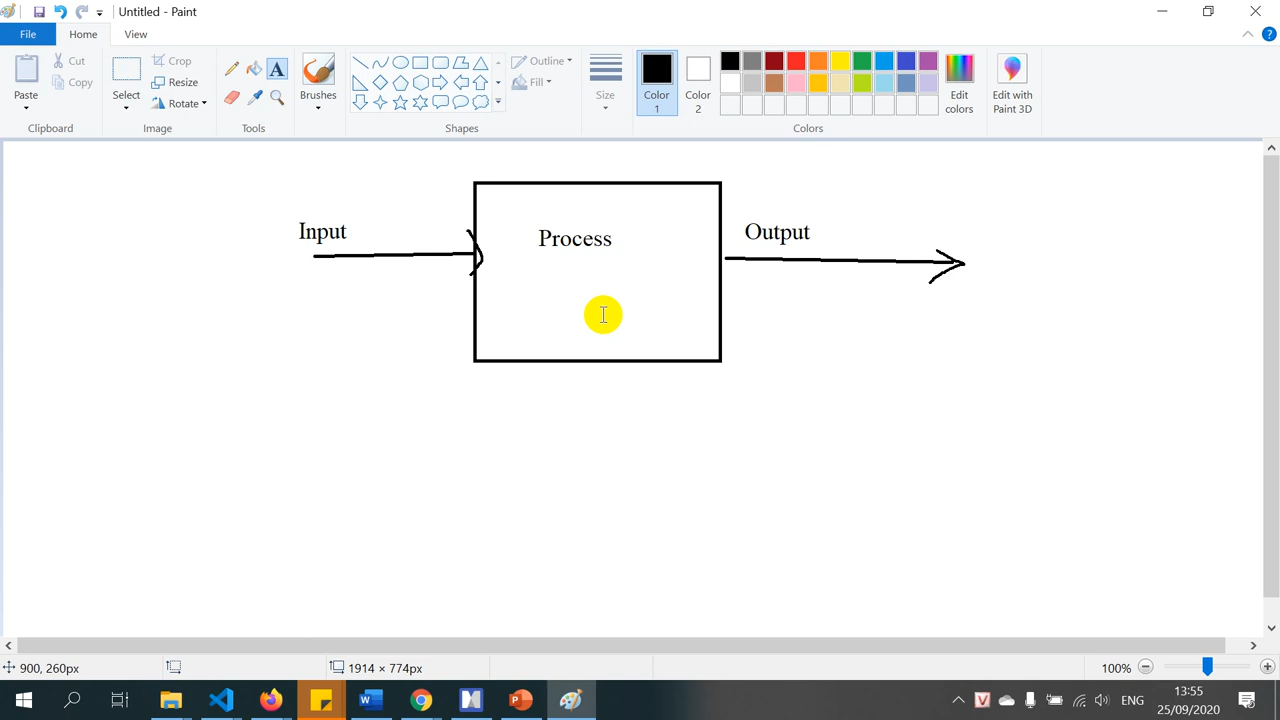 Untitled - Paint
File
Home
View
Paste
Cut
Copy
Clipboard
Select
Crop
Resize
Rotate
Image
A
Tools
Brushes
Outline
Fill
Shapes
Size
Color 1
Color 2
Edit colors
Colors
Edit with Paint 3D
?
Input
Process
Output
900, 260px
1914 × 774px
100%
W
P
V
ENG
13:55
25/09/2020